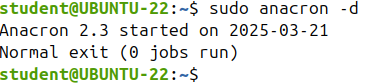 student@UBUNTU-22:~$ sudo anacron -d
Anacron 2.3 started on 2025-03-21
Normal exit (0 jobs run)
student@UBUNTU-22:~$